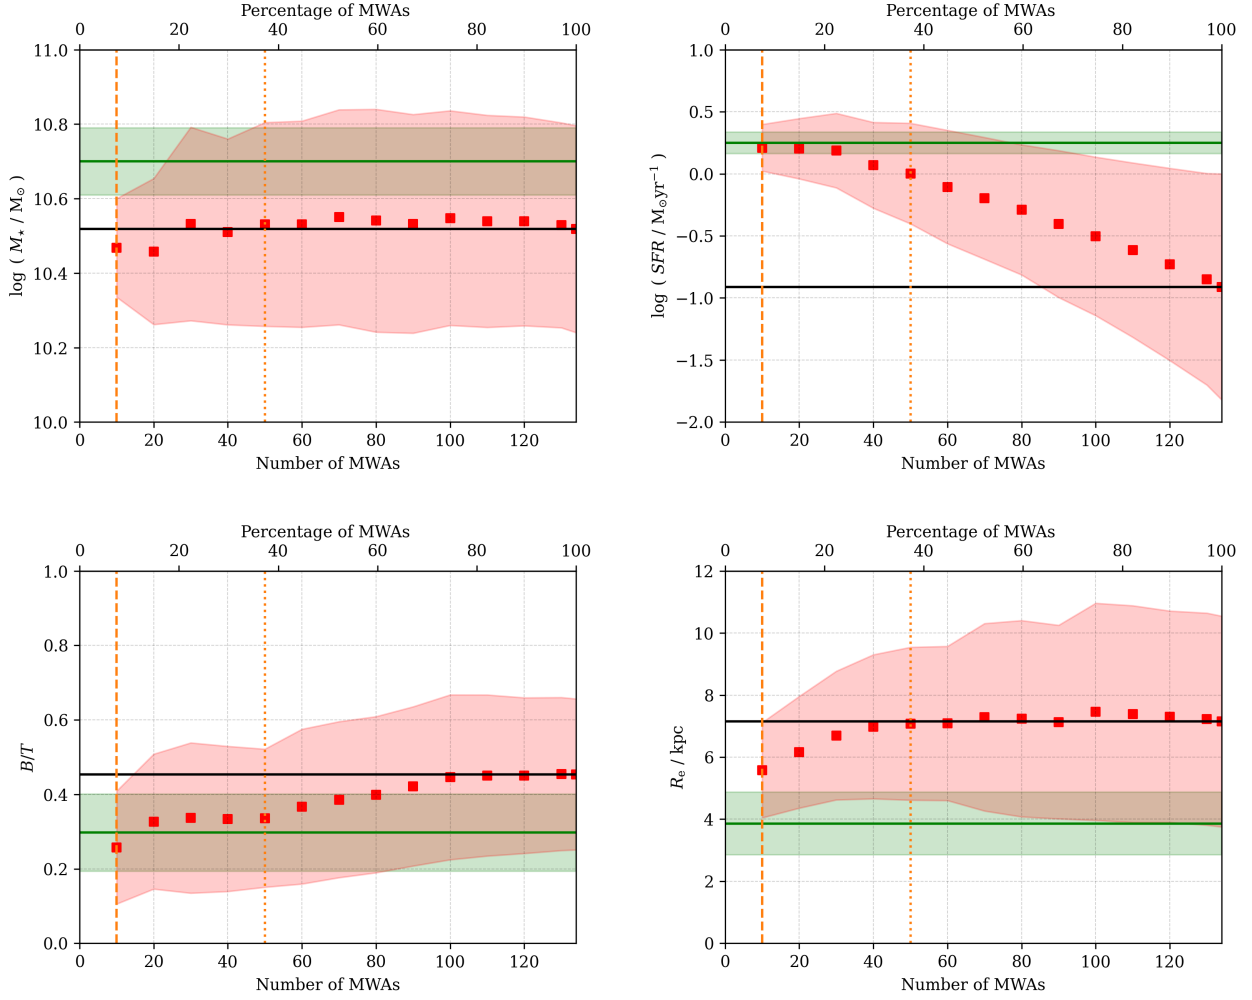 Percentage of MWAs
0 20 40 60 80 100
11.0
10.8
10.6
10.4
10.2
10.0
log ( M⋆ / M⊙ )
0 20 40 60 80 100 120
Number of MWAs
Percentage of MWAs
0 20 40 60 80 100
1.0
0.5
0.0
−0.5
−1.0
−1.5
−2.0
log ( SFR / M⊙yr−1 )
0 20 40 60 80 100 120
Number of MWAs
Percentage of MWAs
0 20 40 60 80 100
1.0
0.8
0.6
0.4
0.2
0.0
B/T
0 20 40 60 80 100 120
Number of MWAs
Percentage of MWAs
0 20 40 60 80 100
12
10
8
6
4
2
0
Re / kpc
0 20 40 60 80 100 120
Number of MWAs